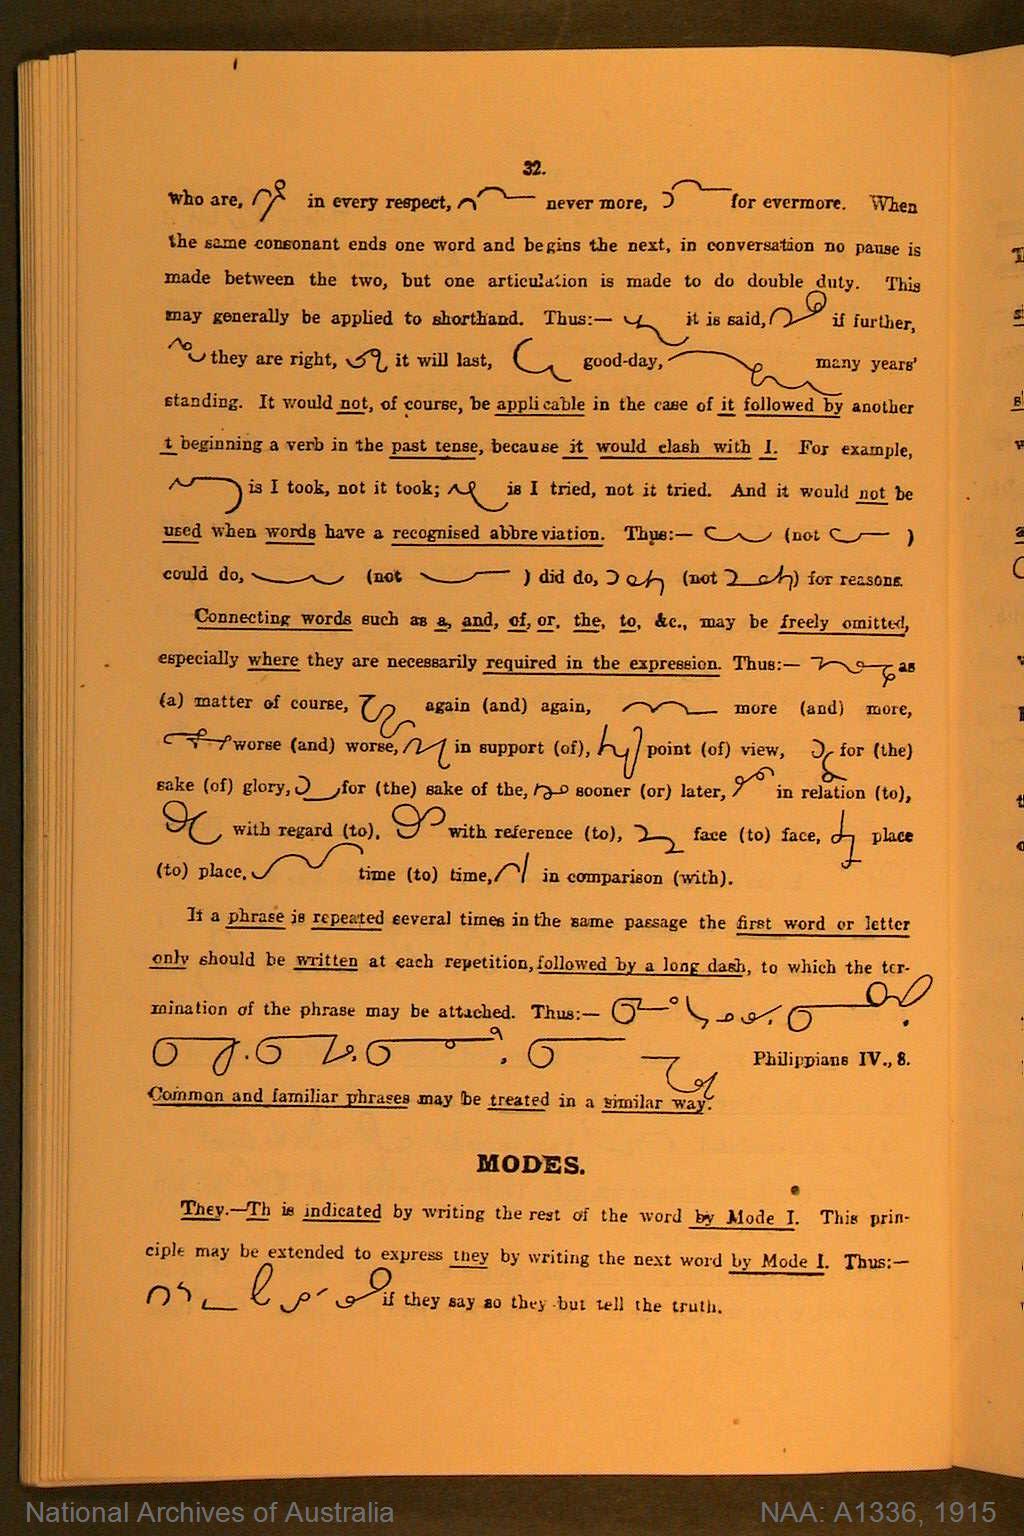 32.
who are, in every respect, never more, for evermore. When
the same consonant ends one word and begins the next, in conversation no pause is
made between the two, but one articulation is made to do double duty. This
may generally be applied to shorthand. Thus:— it is said, if further,
they are right, it will last, good-day, many years'
standing. It would not, of course, be applicable in the case of it followed by another
t beginning a verb in the past tense, because it would clash with I. For example,
is I took, not it took; is I tried, not it tried. And it would not be
used when words have a recognised abbreviation. Thus:— (not )
could do, (not ) did do, (not ) for reasons.
Connecting words such as a, and, of, or, the, to, &c., may be freely omitted,
especially where they are necessarily required in the expression. Thus:— as
(a) matter of course, again (and) again, more (and) more,
worse (and) worse, in support (of), point (of) view, for (the)
sake (of) glory, for (the) sake of the, sooner (or) later, in relation (to),
with regard (to), with reference (to), face (to) face, place
(to) place, time (to) time, in comparison (with).
If a phrase is repeated several times in the same passage the first word or letter
only should be written at each repetition, followed by a long dash, to which the ter-
mination of the phrase may be attached. Thus:—
Philippians IV., 8.
Common and familiar phrases may be treated in a similar way.
MODES.
They.—Th is indicated by writing the rest of the word by Mode I. This prin-
ciple may be extended to express they by writing the next word by Mode I. Thus:—
if they say so they but tell the truth.
National Archives of Australia
NAA: A1336, 1915